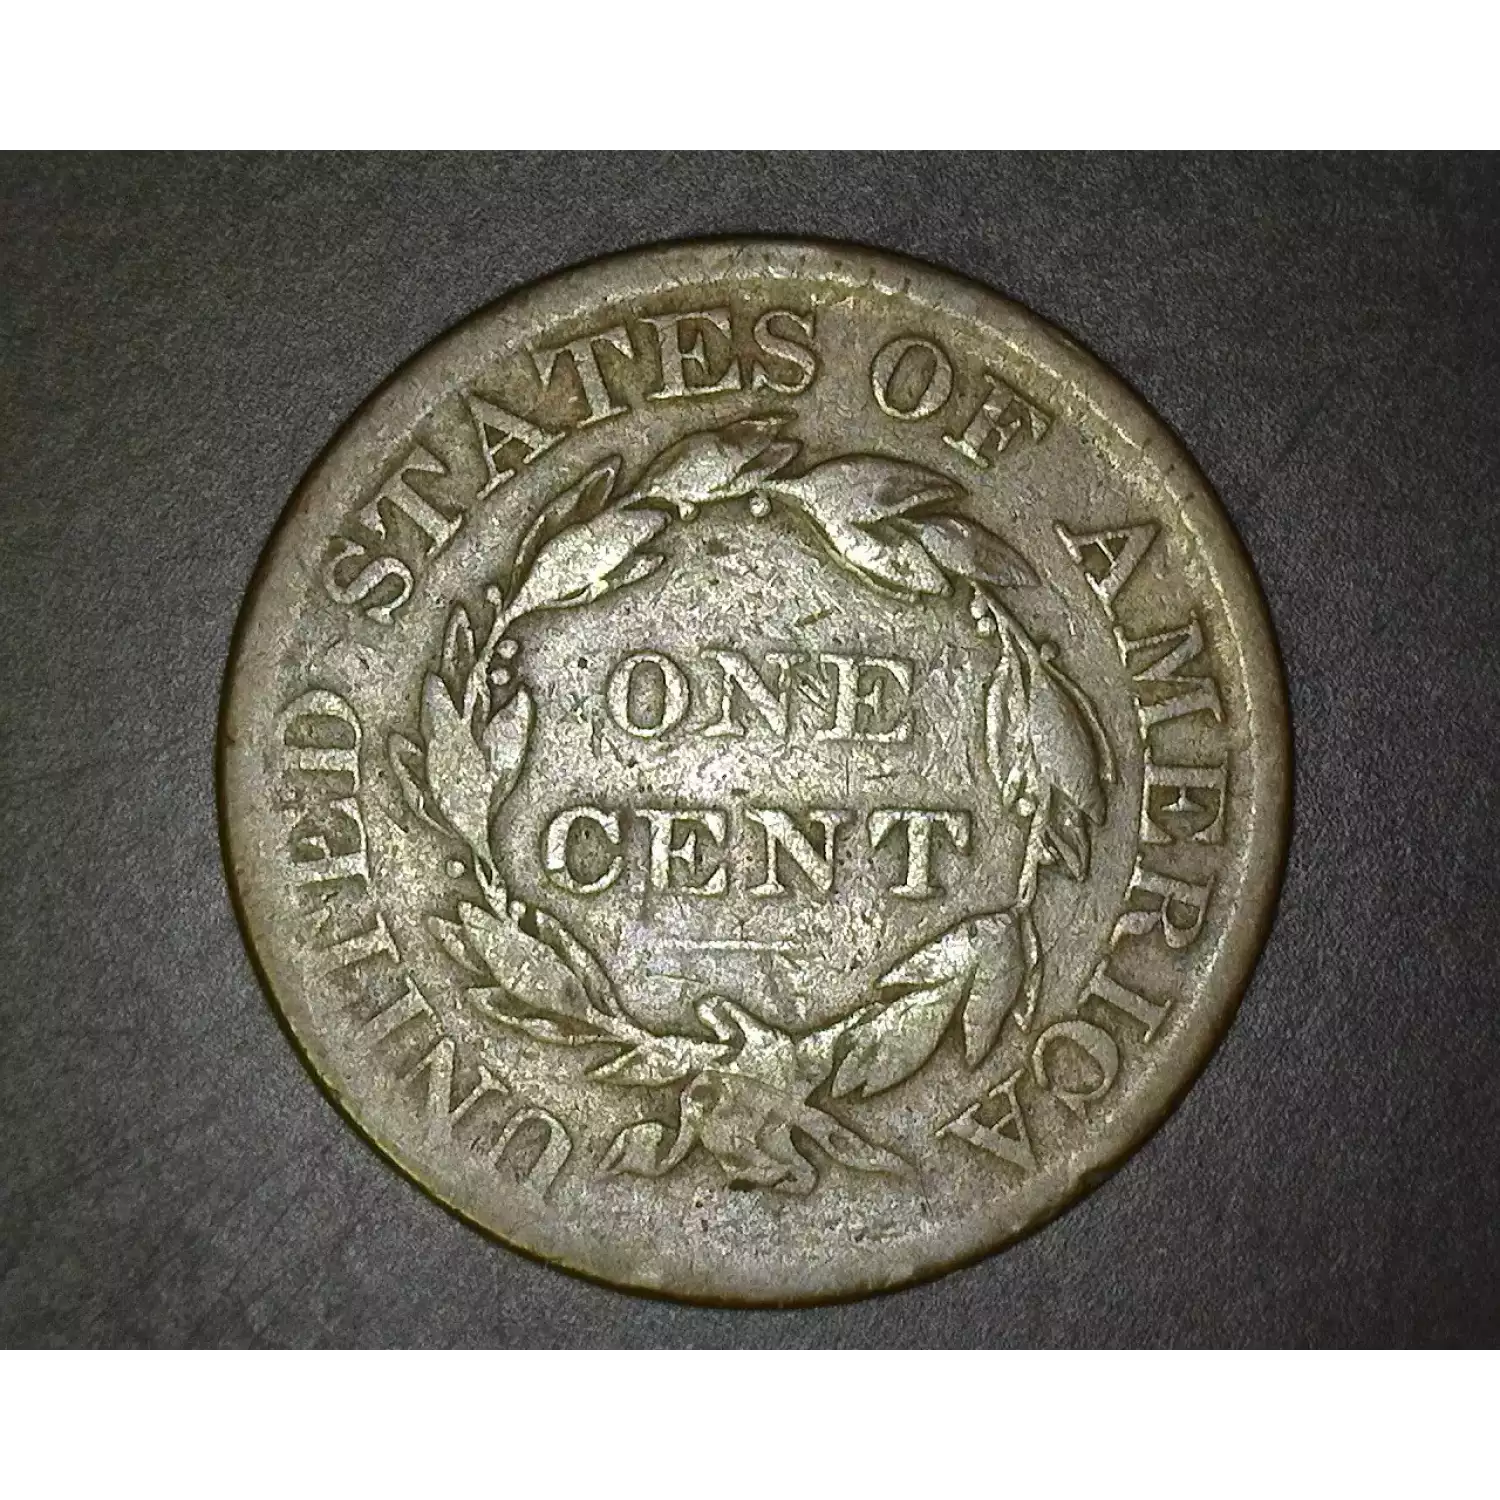 UNITED STATES OF AMERICA
ONE
CENT